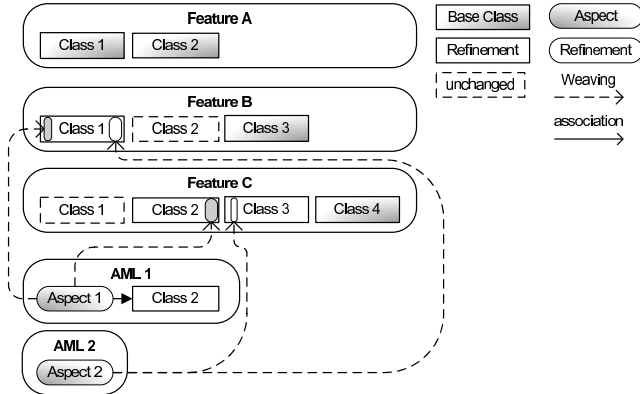 Feature A
Class 1
Class 2
Base Class
Aspect
Refinement
Refinement
unchanged
Weaving
association
Feature B
Class 1
Class 2
Class 3
Feature C
Class 1
Class 2
Class 3
Class 4
AML 1
Aspect 1
Class 2
AML 2
Aspect 2